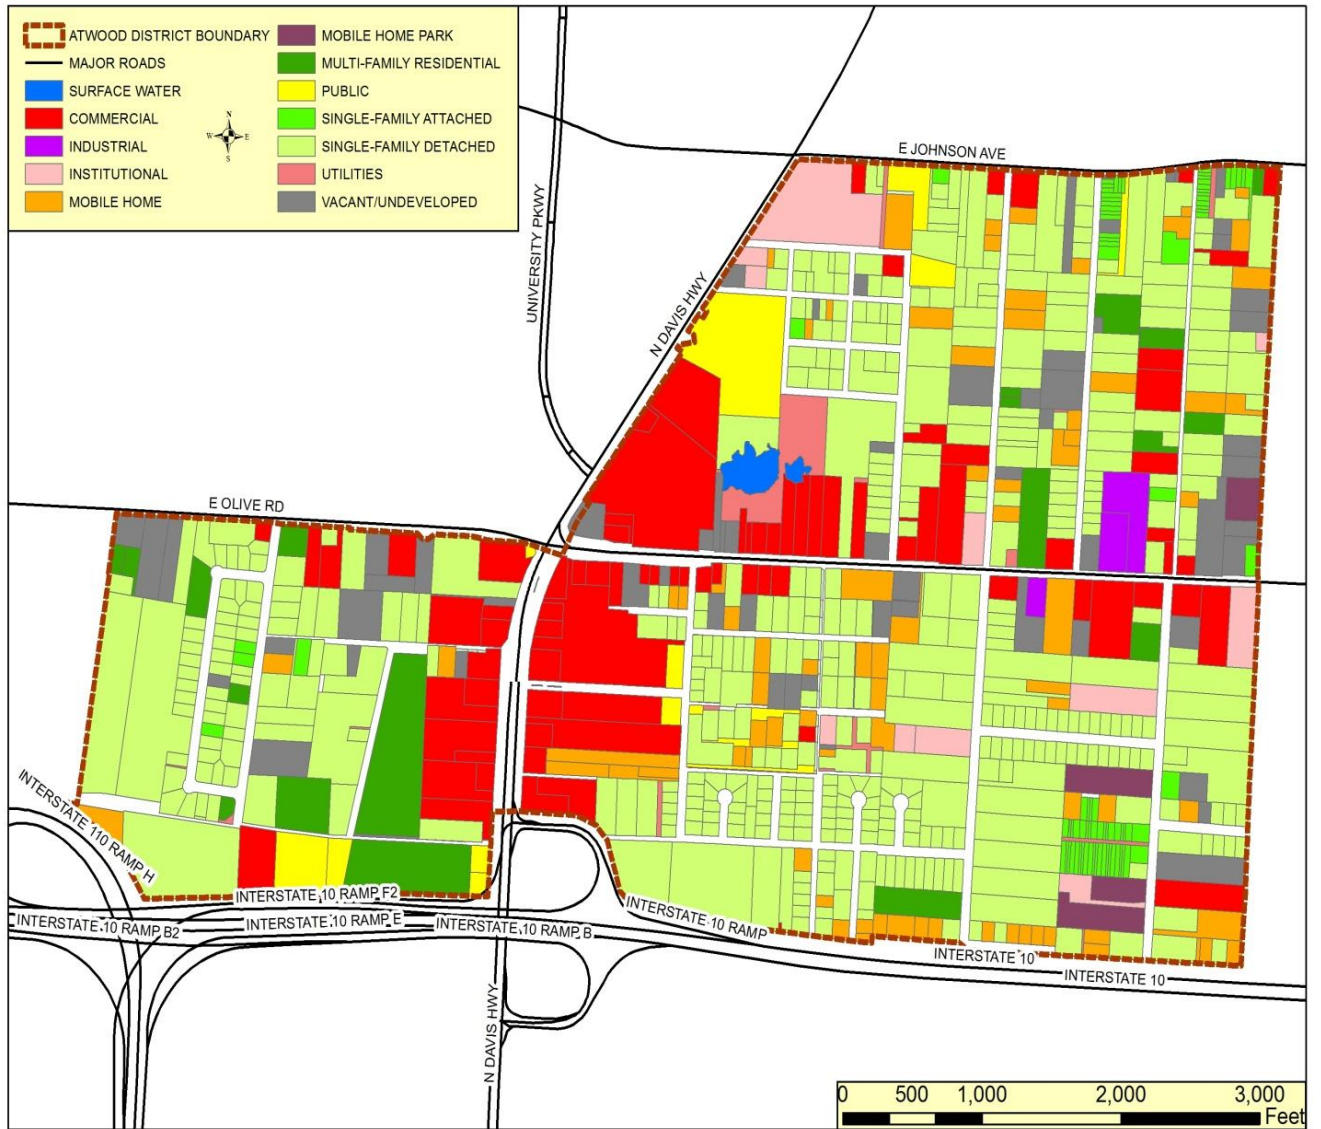 ATWOOD DISTRICT BOUNDARY
MAJOR ROADS
SURFACE WATER
COMMERCIAL
INDUSTRIAL
INSTITUTIONAL
MOBILE HOME
MOBILE HOME PARK
MULTI-FAMILY RESIDENTIAL
PUBLIC
SINGLE-FAMILY ATTACHED
SINGLE-FAMILY DETACHED
UTILITIES
VACANT/UNDEVELOPED
N
W E
S
E JOHNSON AVE
UNIVERSITY PKWY
N DAVIS HWY
E OLIVE RD
INTERSTATE 110 RAMP H
INTERSTATE 10 RAMP F2
INTERSTATE 10 RAMP B2
INTERSTATE 10 RAMP E
INTERSTATE 10 RAMP B
INTERSTATE 10 RAMP
INTERSTATE 10
INTERSTATE 10
N DAVIS HWY
0 500 1,000 2,000 3,000
Feet